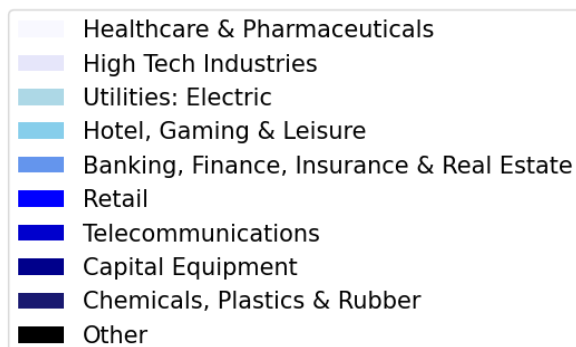 Healthcare & Pharmaceuticals
High Tech Industries
Utilities: Electric
Hotel, Gaming & Leisure
Banking, Finance, Insurance & Real Estate
Retail
Telecommunications
Capital Equipment
Chemicals, Plastics & Rubber
Other